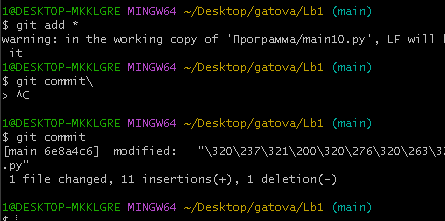 1@DESKTOP-MKKLGRE MINGW64 ~/Desktop/gatova/Lb1 (main)
$ git add *
warning: in the working copy of 'Программа/main10.py', LF will b
it

1@DESKTOP-MKKLGRE MINGW64 ~/Desktop/gatova/Lb1 (main)
$ git commit\
> ^C

1@DESKTOP-MKKLGRE MINGW64 ~/Desktop/gatova/Lb1 (main)
$ git commit
[main 6e8a4c6]  modified:   "\320\237\321\200\320\276\320\263\32
.py"
 1 file changed, 11 insertions(+), 1 deletion(-)

1@DESKTOP-MKKLGRE MINGW64 ~/Desktop/gatova/Lb1 (main)
$